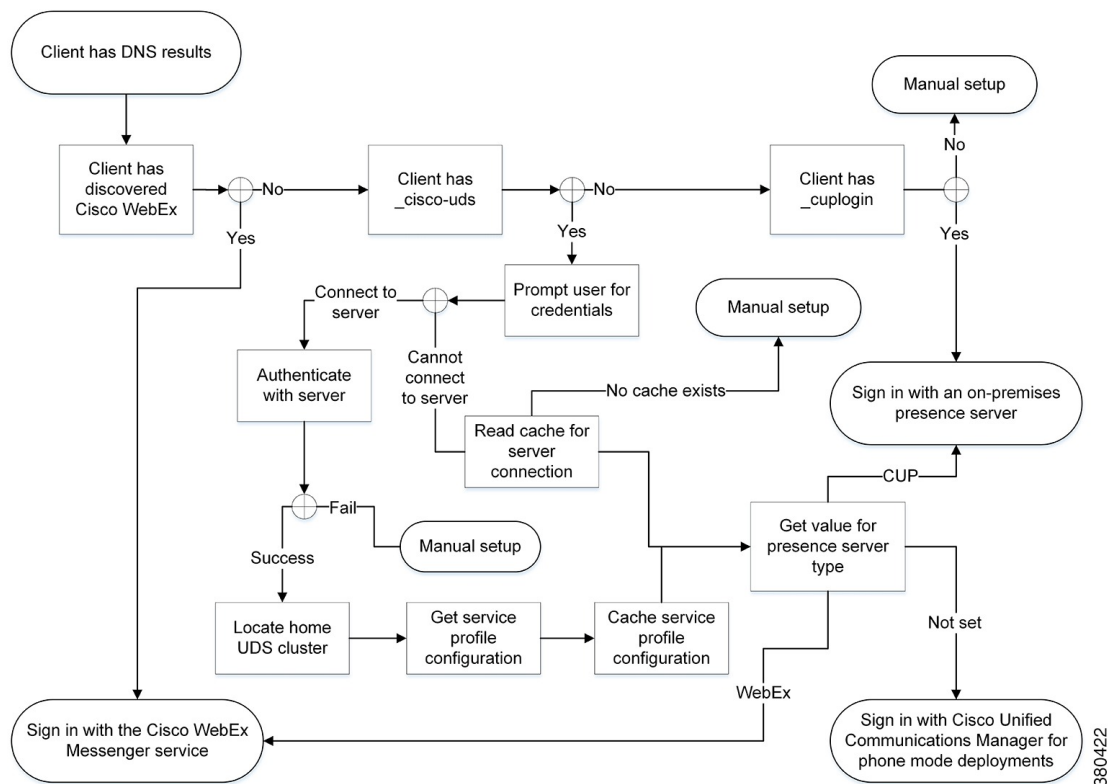 Client has DNS results
Manual setup
Client has
discovered
Cisco WebEx
No
Client has
_cisco-uds
No
Client has
_cuplogin
No
Yes
Yes
Yes
Prompt user for
credentials
Connect to
server
Manual setup
Cannot
connect
to server
Authenticate
with server
No cache exists
Sign in with an on-premises
presence server
Read cache for
server
connection
CUP
Fail
Get value for
presence server
type
Manual setup
Success
Locate home
UDS cluster
Get service
profile
configuration
Cache service
profile
configuration
Not set
WebEx
Sign in with the Cisco WebEx
Messenger service
Sign in with Cisco Unified
Communications Manager for
phone mode deployments
380422